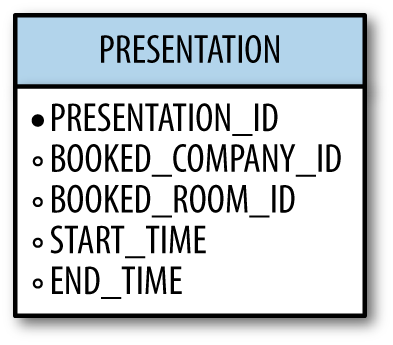 PRESENTATION
PRESENTATION_ID
BOOKED_COMPANY_ID
BOOKED_ROOM_ID
START_TIME
END_TIME